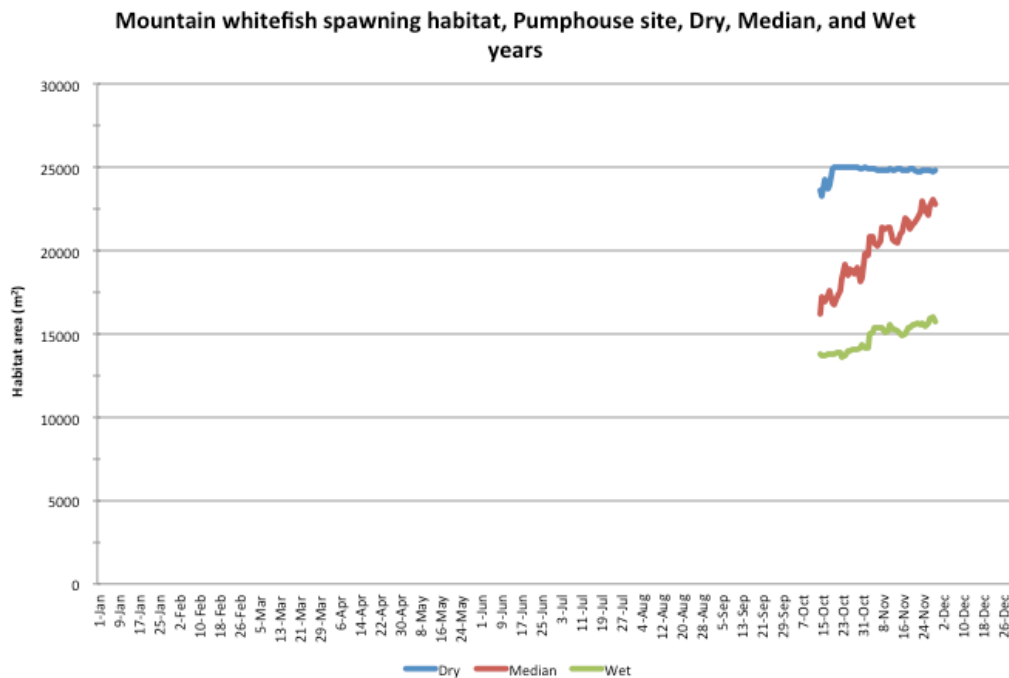 Mountain whitefish spawning habitat, Pumphouse site, Dry, Median, and Wet
years
30000
25000
20000
15000
10000
5000
0
Habitat area (m²)
1-Jan
9-Jan
17-Jan
25-Jan
2-Feb
10-Feb
18-Feb
26-Feb
5-Mar
13-Mar
21-Mar
29-Mar
6-Apr
14-Apr
22-Apr
30-Apr
8-May
16-May
24-May
1-Jun
9-Jun
17-Jun
25-Jun
3-Jul
11-Jul
19-Jul
27-Jul
4-Aug
12-Aug
20-Aug
28-Aug
5-Sep
13-Sep
21-Sep
29-Sep
7-Oct
15-Oct
23-Oct
31-Oct
8-Nov
16-Nov
24-Nov
2-Dec
10-Dec
18-Dec
26-Dec
Dry Median Wet